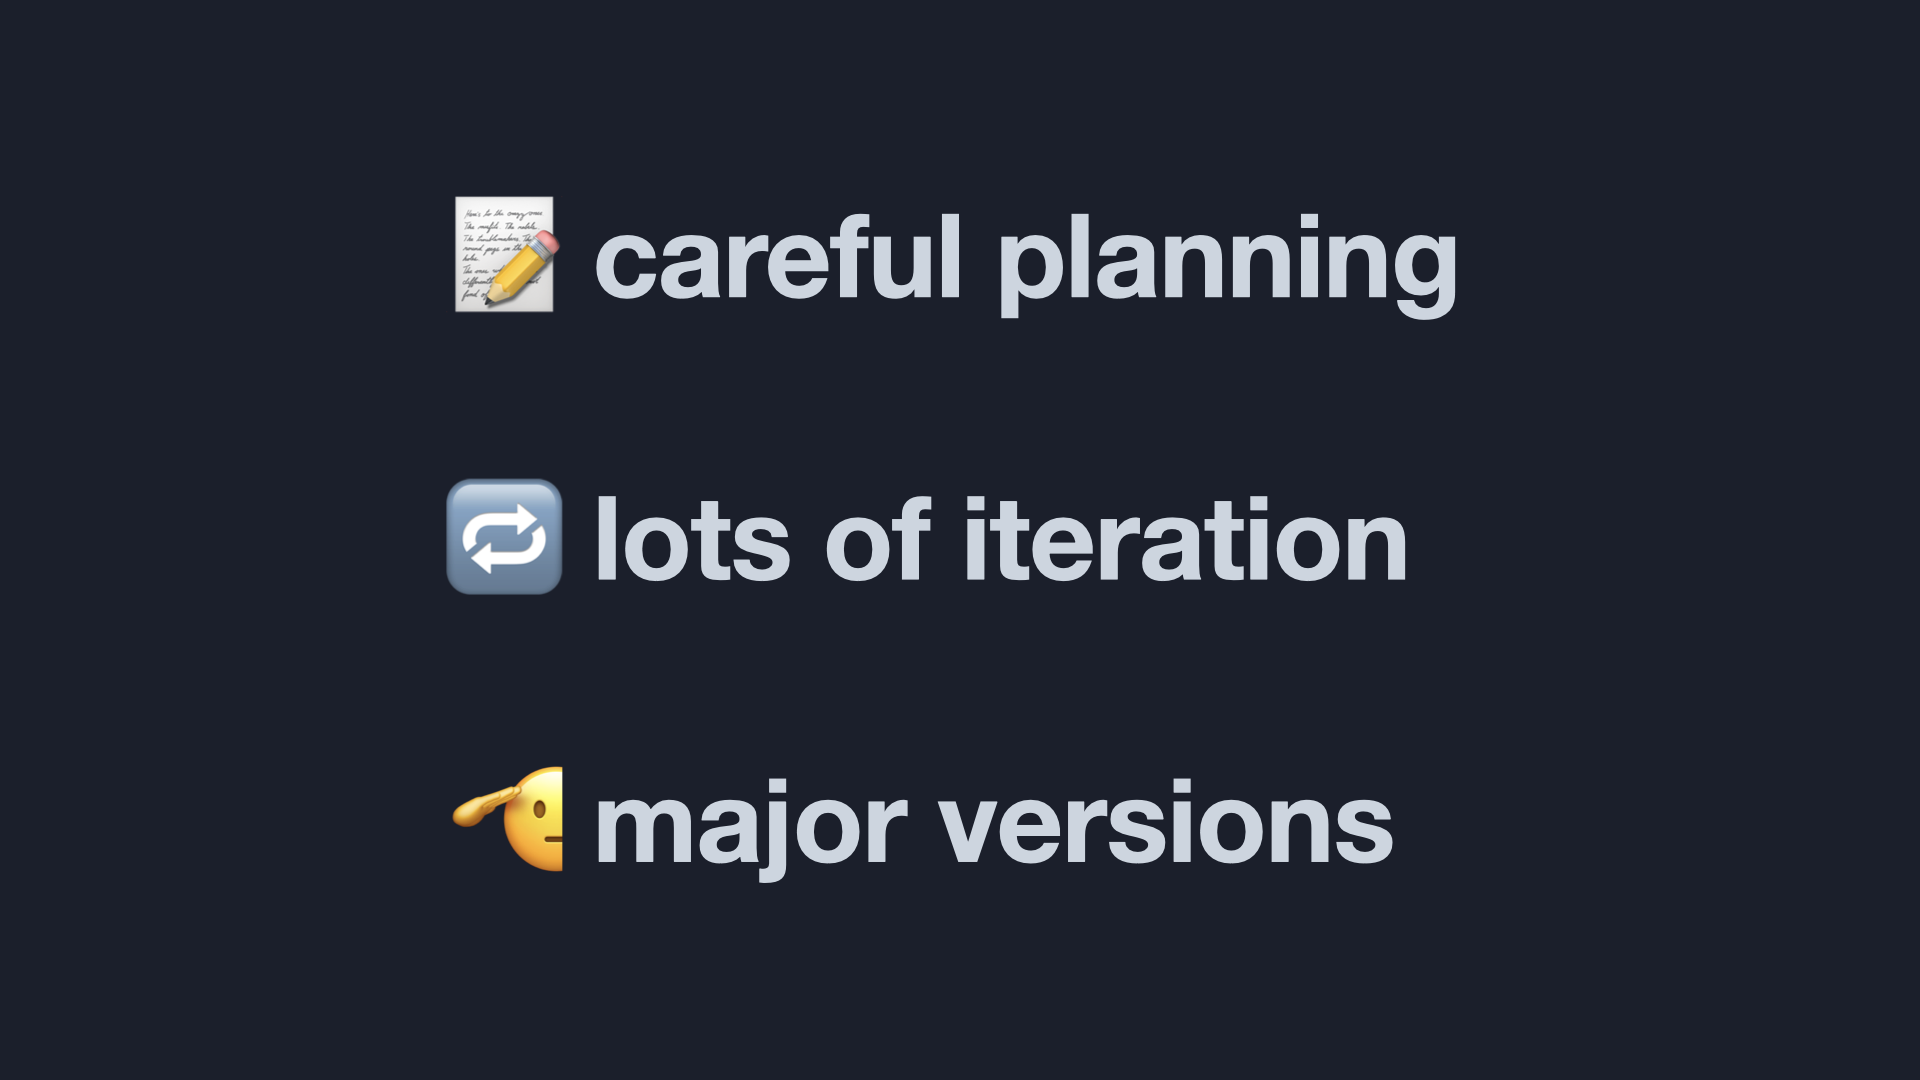 careful planning
lots of iteration
major versions